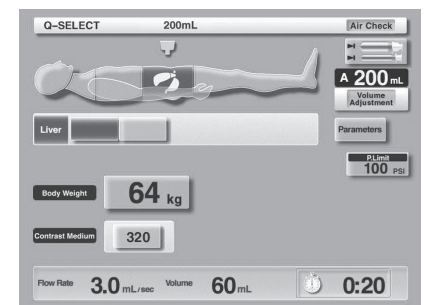 Q-SELECT 200mL Air Check
A 200 mL
Volume
Adjustment
Liver Parameters
P.Limit
100 PSI
Body Weight 64 kg
Contrast Medium 320
Flow Rate 3.0 mL/sec Volume 60 mL 0:20